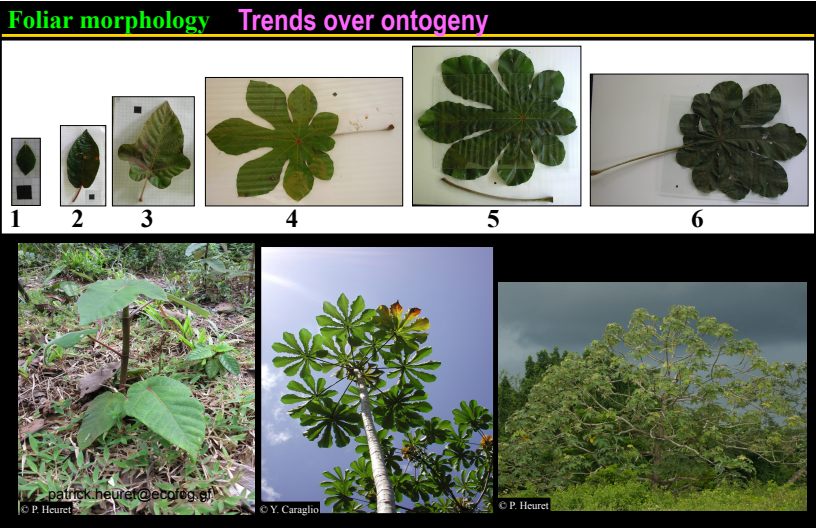 Foliar morphology Trends over ontogeny
1 2 3 4 5 6
patrick.heuret@ecofog.gf
© P. Heuret
© Y. Caraglio
© P. Heuret